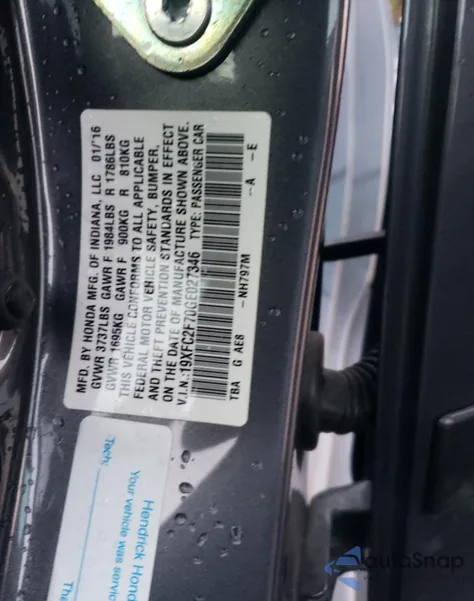 MFD. BY HONDA MFG. OF INDIANA, LLC 01/'16
GVWR 3737LBS GAWR F 1984LBS, R 1786LBS
GVWR 1695KG GAWR F 900KG R 810KG
THIS VEHICLE CONFORMS TO ALL APPLICABLE
FEDERAL MOTOR VEHICLE SAFETY, BUMPER,
AND THEFT PREVENTION STANDARDS IN EFFECT
ON THE DATE OF MANUFACTURE SHOWN ABOVE.
V.I.N.:19XFC2F70GE027346 TYPE: PASSENGER CAR
TBA G AE8 -NH797M -A -E
Hendrick Hond
Your vehicle was servic
Tech:
Th
autoSnap